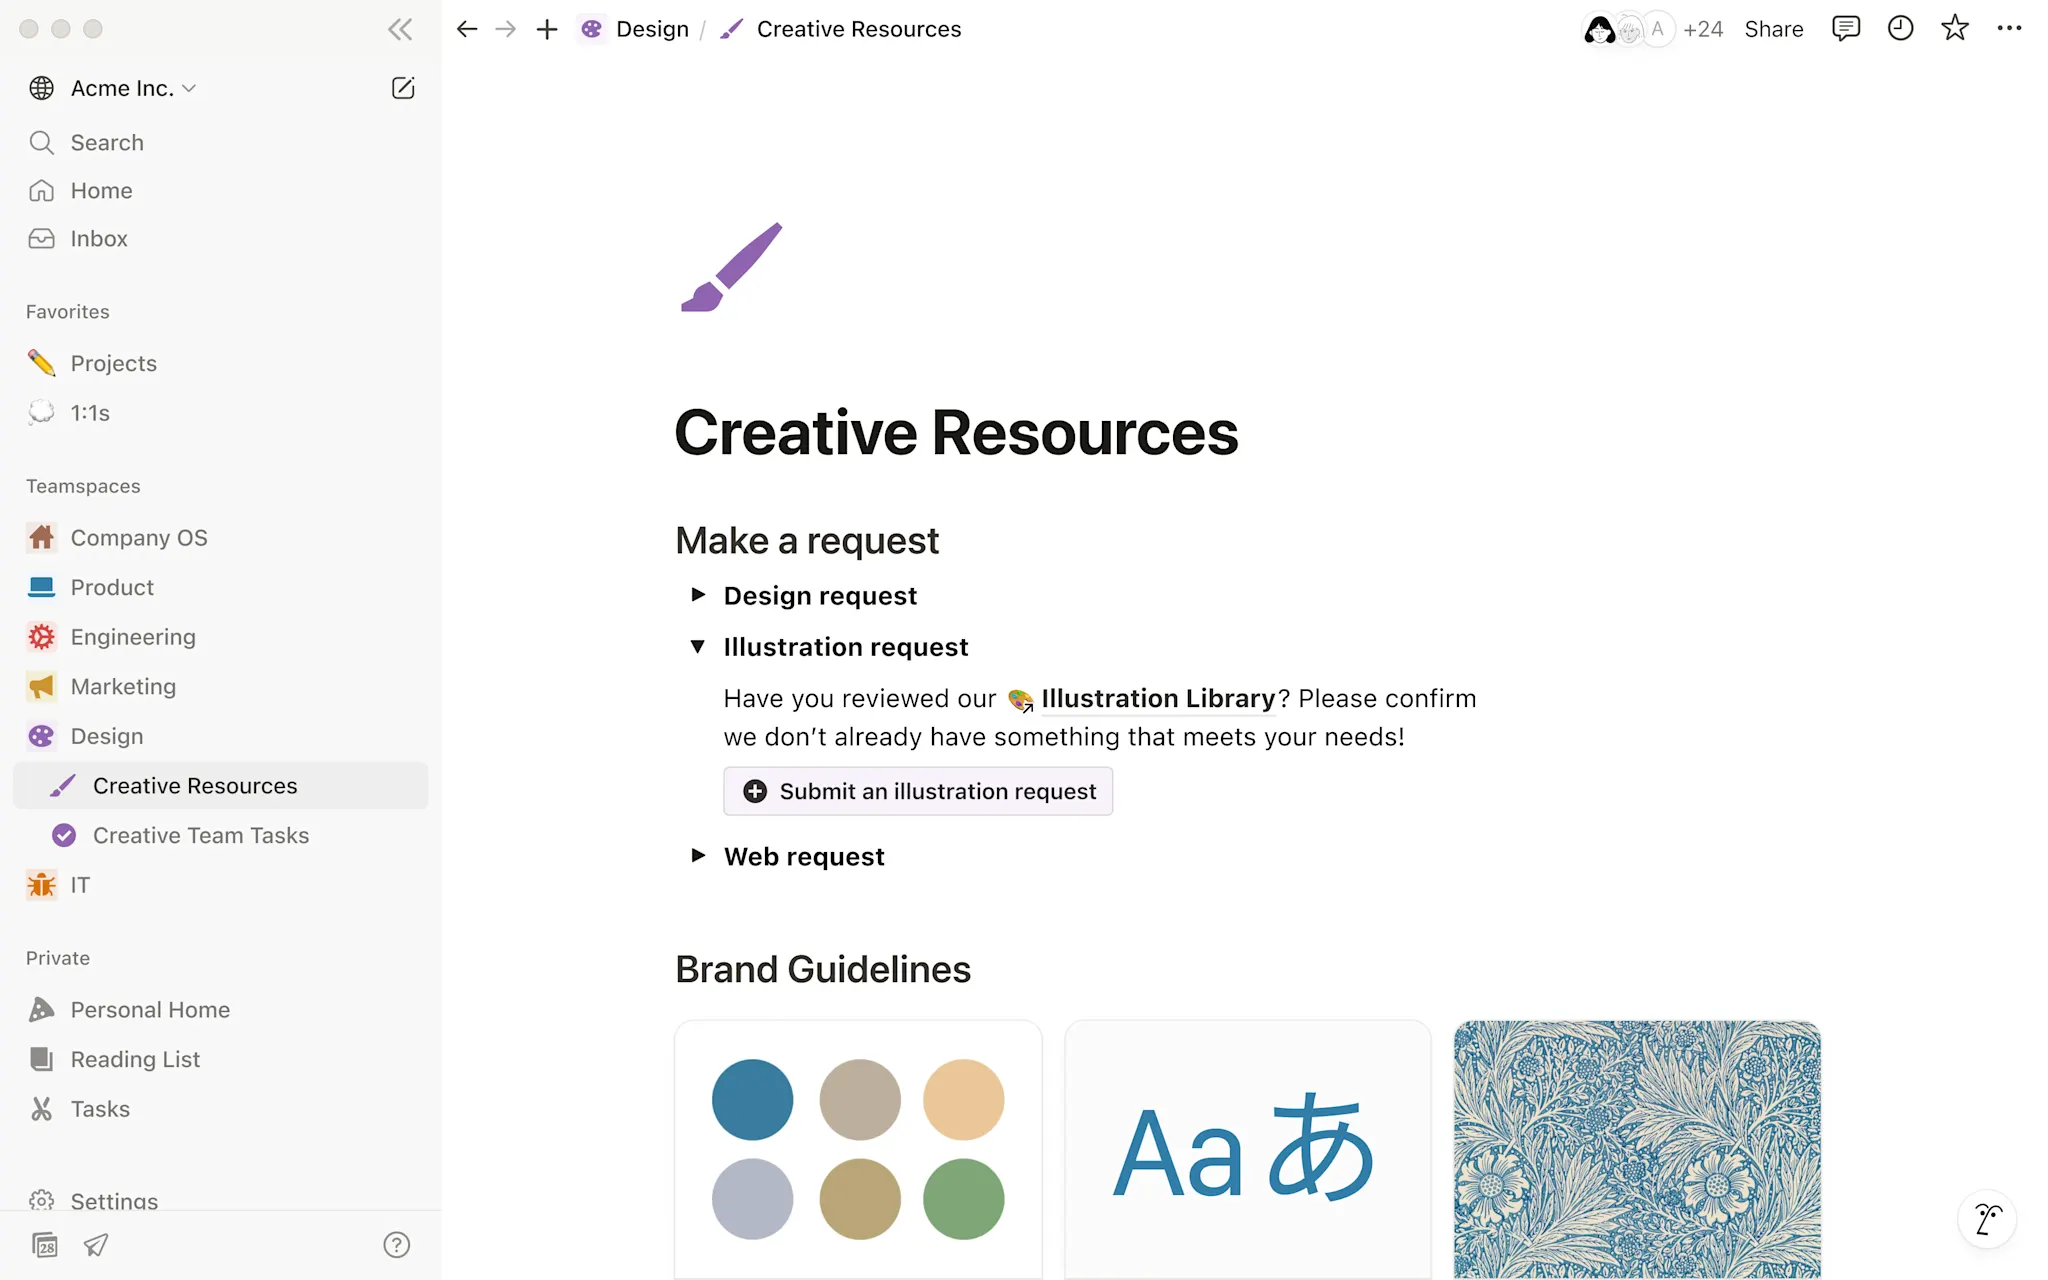 Design / Creative Resources
A +24 Share
Acme Inc.
Search
Home
Inbox
Favorites
Projects
1:1s
Teamspaces
Company OS
Product
Engineering
Marketing
Design
Creative Resources
Creative Team Tasks
IT
Private
Personal Home
Reading List
Tasks
Settings
28
?
Creative Resources
Make a request
Design request
Illustration request
Have you reviewed our Illustration Library? Please confirm
we don’t already have something that meets your needs!
Submit an illustration request
Web request
Brand Guidelines
Aa あ